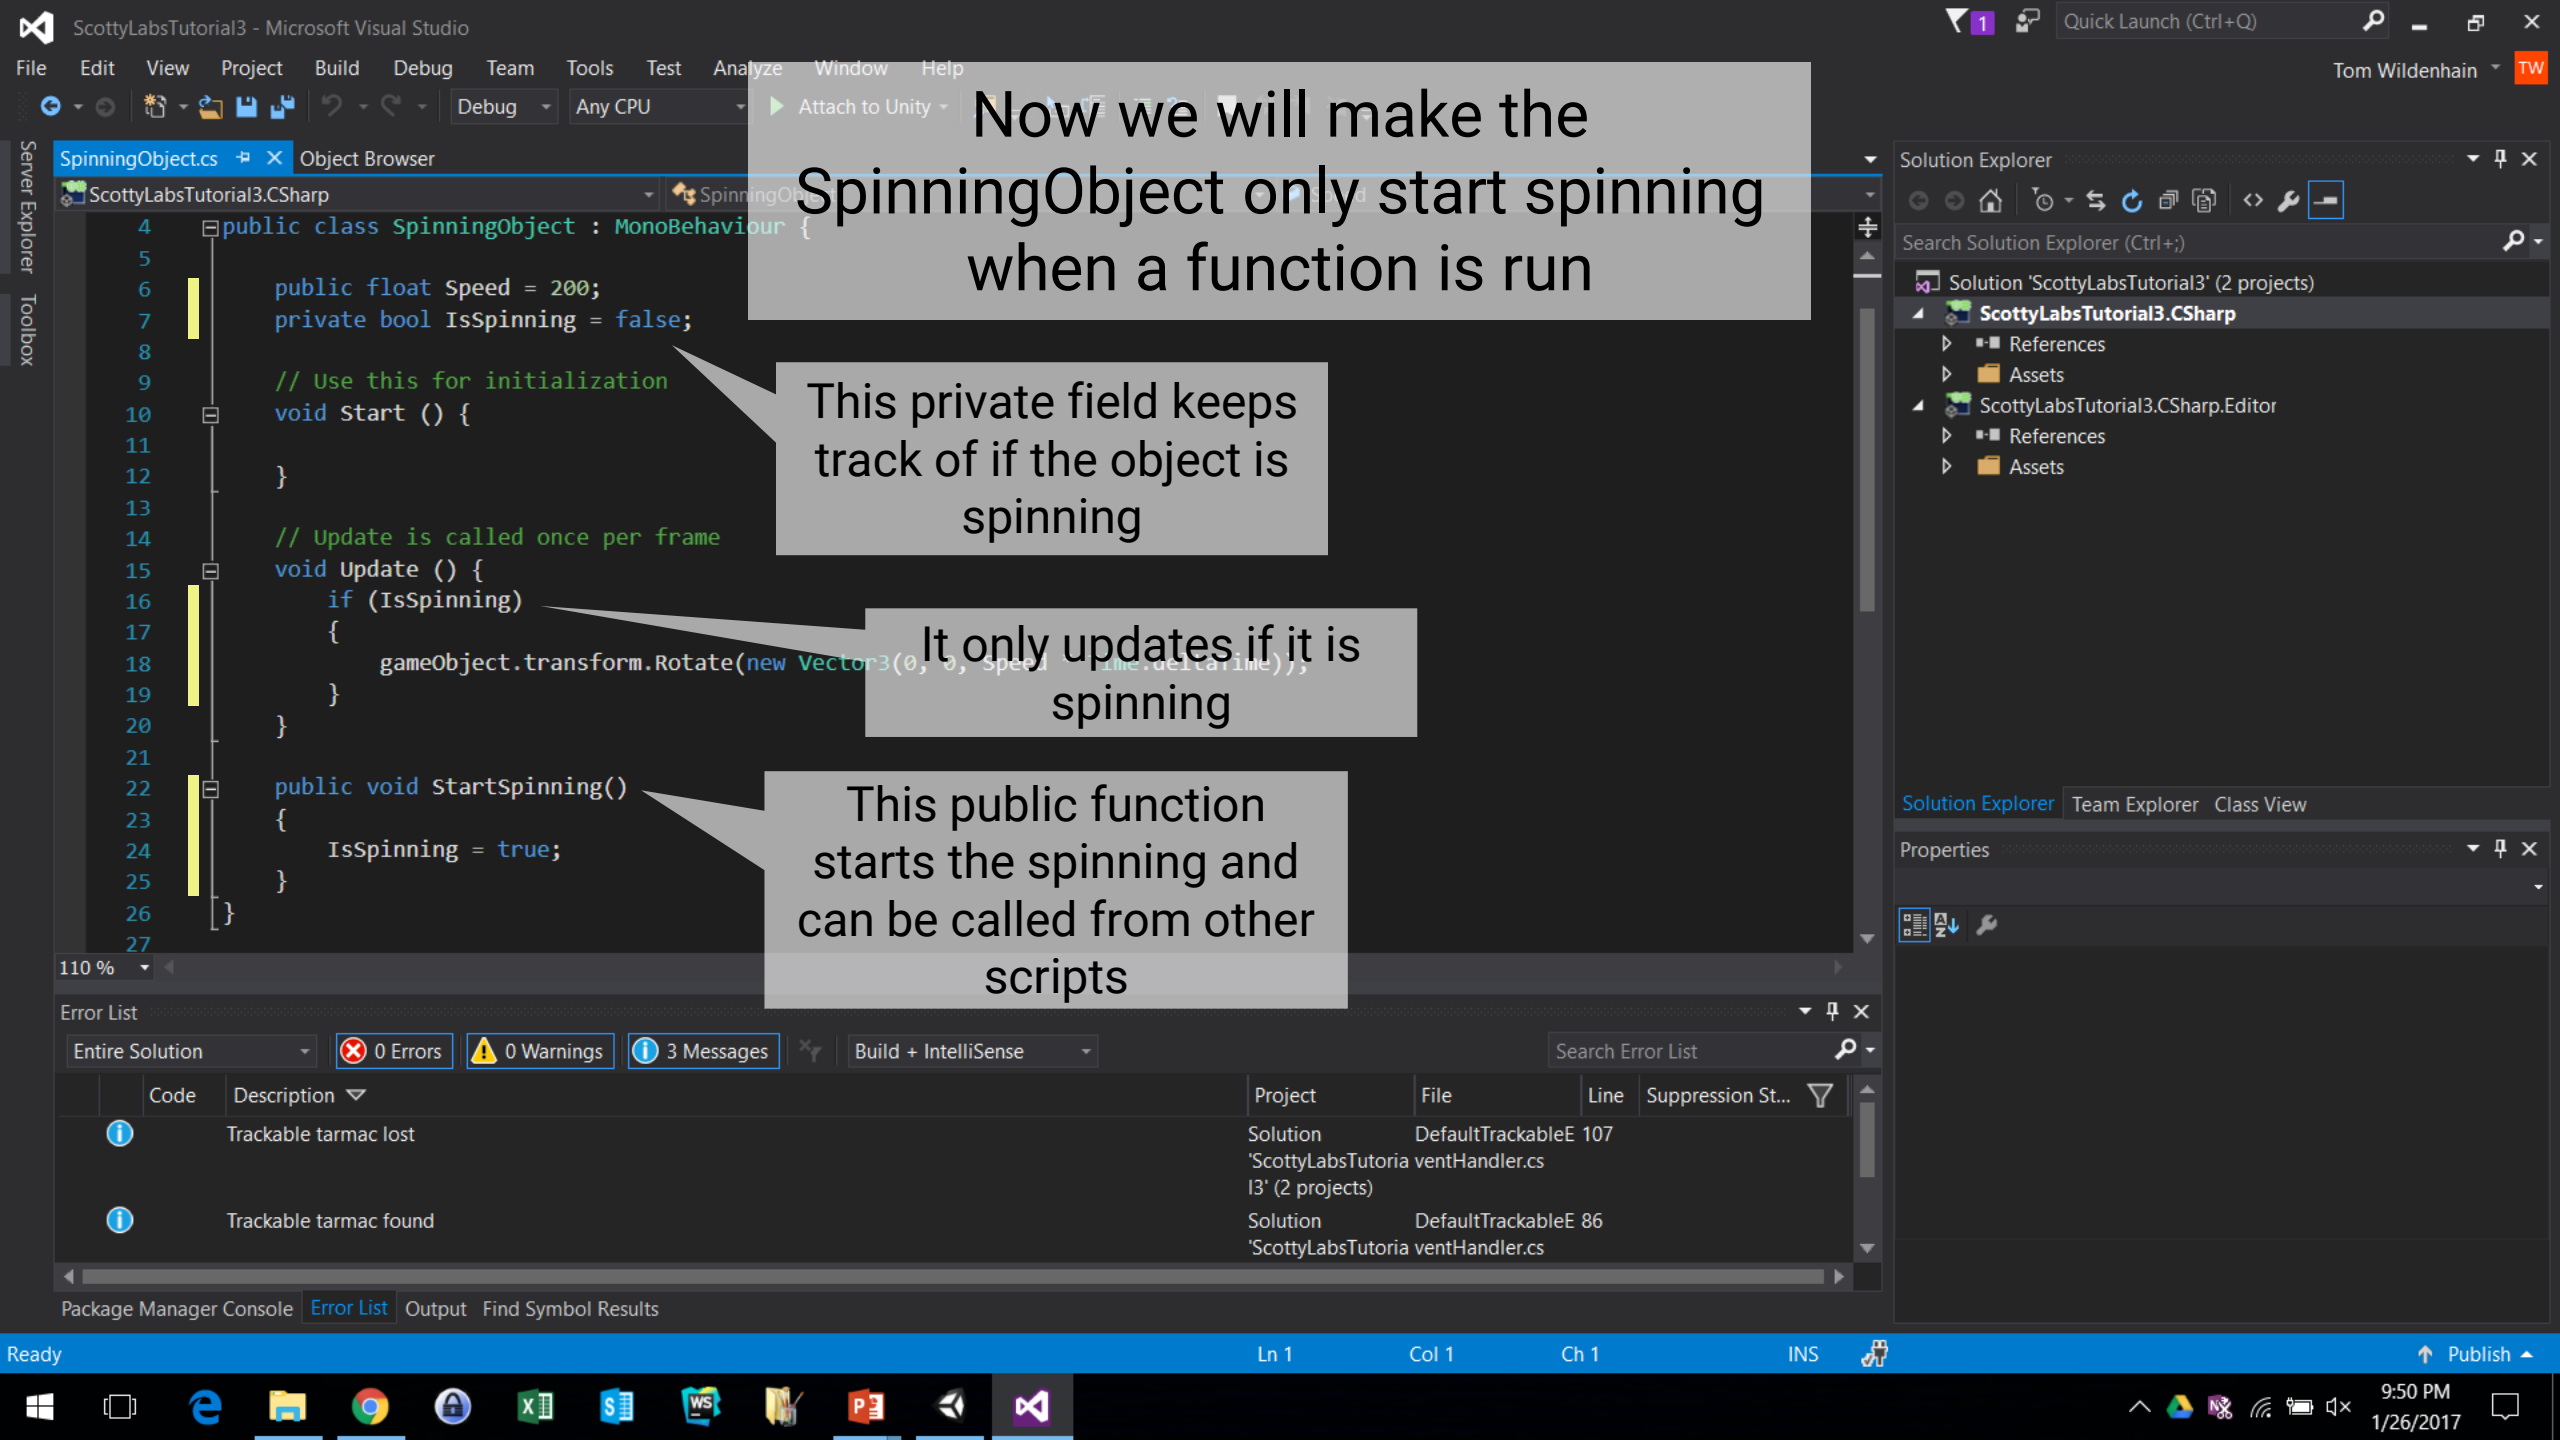 ScottyLabsTutorial3 - Microsoft Visual Studio
1
Quick Launch (Ctrl+Q)
File Edit View Project Build Debug Team Tools Test Analyze Window Help
Tom Wildenhain TW
Debug Any CPU Attach to Unity
Now we will make the
SpinningObject only start spinning
when a function is run
Server Explorer
Toolbox
SpinningObject.cs Object Browser
ScottyLabsTutorial3.CSharp SpinningObject
4 public class SpinningObject : MonoBehaviour {
5
6 public float Speed = 200;
7 private bool IsSpinning = false;
8
9 // Use this for initialization
10 void Start () {
11
12 }
13
14 // Update is called once per frame
15 void Update () {
16 if (IsSpinning)
17 {
18 gameObject.transform.Rotate(new Vector3(0, 0, Speed * Time.deltaTime));
19 }
20 }
21
22 public void StartSpinning()
23 {
24 IsSpinning = true;
25 }
26 }
27
This private field keeps
track of if the object is
spinning
It only updates if it is
spinning
This public function
starts the spinning and
can be called from other
scripts
110 %
Solution Explorer
Search Solution Explorer (Ctrl+;)
Solution 'ScottyLabsTutorial3' (2 projects)
ScottyLabsTutorial3.CSharp
References
Assets
ScottyLabsTutorial3.CSharp.Editor
References
Assets
Solution Explorer Team Explorer Class View
Properties
Error List
Entire Solution 0 Errors 0 Warnings 3 Messages Build + IntelliSense Search Error List
Code Description Project File Line Suppression St...
Trackable tarmac lost Solution DefaultTrackableE 107
'ScottyLabsTutoria ventHandler.cs
l3' (2 projects)
Trackable tarmac found Solution DefaultTrackableE 86
'ScottyLabsTutoria ventHandler.cs
Package Manager Console Error List Output Find Symbol Results
Ready Ln 1 Col 1 Ch 1 INS Publish
9:50 PM
1/26/2017